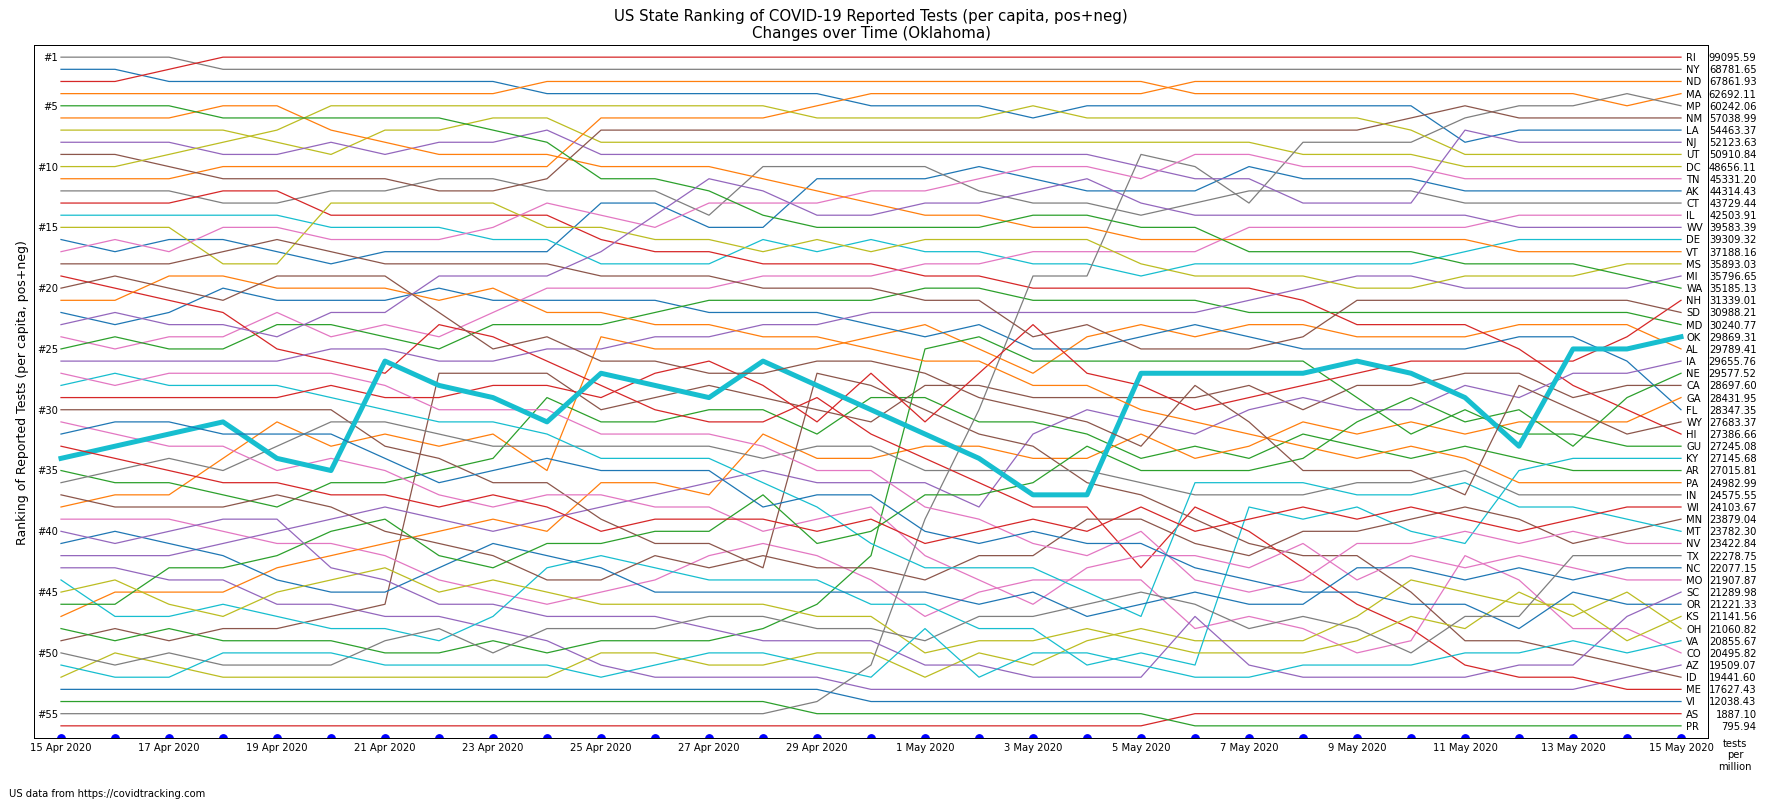 US State Ranking of COVID-19 Reported Tests (per capita, pos+neg)
Changes over Time (Oklahoma)
Ranking of Reported Tests (per capita, pos+neg)
#1
#5
#10
#15
#20
#25
#30
#35
#40
#45
#50
#55
RI 99095.59
NY 68781.65
ND 67861.93
MA 62692.11
MP 60242.06
NM 57038.99
LA 54463.37
NJ 52123.63
UT 50910.84
DC 48656.11
TN 45331.20
AK 44314.43
CT 43729.44
IL 42503.91
WV 39583.39
DE 39309.32
VT 37188.16
MS 35893.03
MI 35796.65
WA 35185.13
NH 31339.01
SD 30988.21
MD 30240.77
OK 29869.31
AL 29789.41
IA 29655.76
NE 29577.52
CA 28697.60
GA 28431.95
FL 28347.35
WY 27683.37
HI 27386.66
GU 27245.08
KY 27145.68
AR 27015.81
PA 24982.99
IN 24575.55
WI 24103.67
MN 23879.04
MT 23782.30
NV 23422.84
TX 22278.75
NC 22077.15
MO 21907.87
SC 21289.98
OR 21221.33
KS 21141.56
OH 21060.82
VA 20855.67
CO 20495.82
AZ 19509.07
ID 19441.60
ME 17627.43
VI 12038.43
AS 1887.10
PR 795.94
15 Apr 2020 17 Apr 2020 19 Apr 2020 21 Apr 2020 23 Apr 2020 25 Apr 2020 27 Apr 2020 29 Apr 2020 1 May 2020 3 May 2020 5 May 2020 7 May 2020 9 May 2020 11 May 2020 13 May 2020 15 May 2020
tests
per
million
US data from https://covidtracking.com